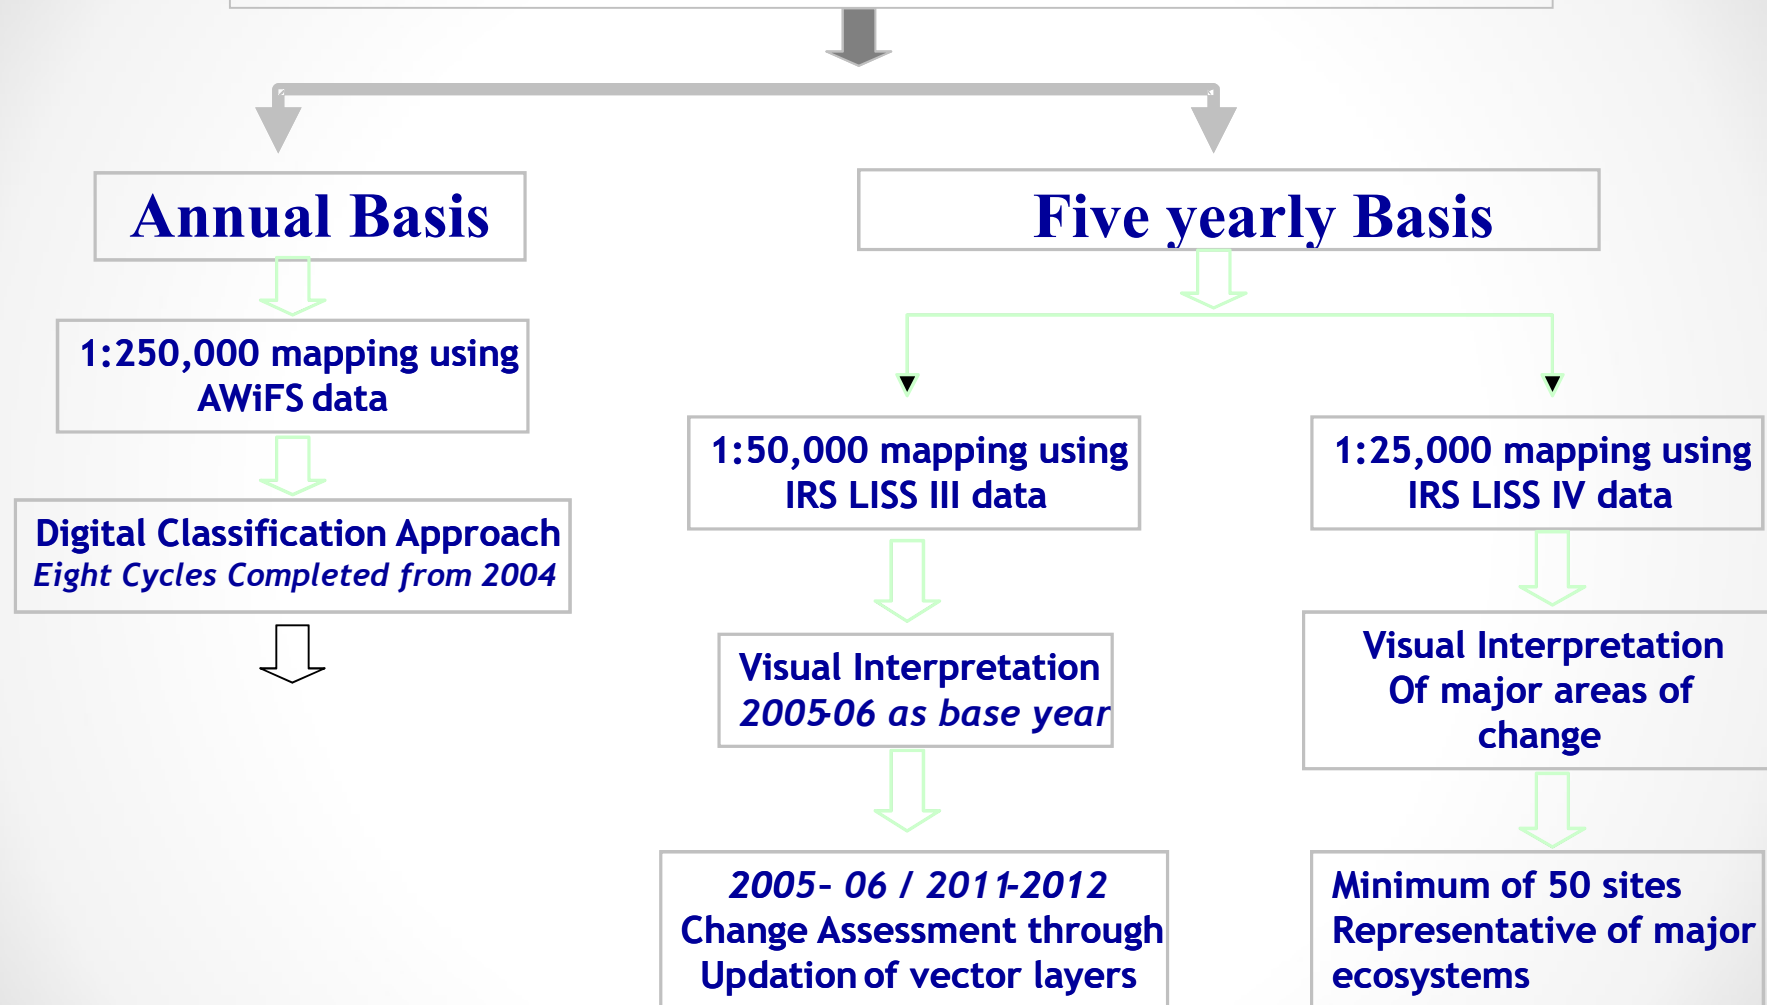 Annual Basis
1:250,000 mapping using
AWiFS data
Digital Classification Approach
Eight Cycles Completed from 2004
Five yearly Basis
1:50,000 mapping using
IRS LISS III data
Visual Interpretation
2005-06 as base year
2005– 06 / 2011-2012
Change Assessment through
Updation of vector layers
1:25,000 mapping using
IRS LISS IV data
Visual Interpretation
Of major areas of
change
Minimum of 50 sites
Representative of major
ecosystems